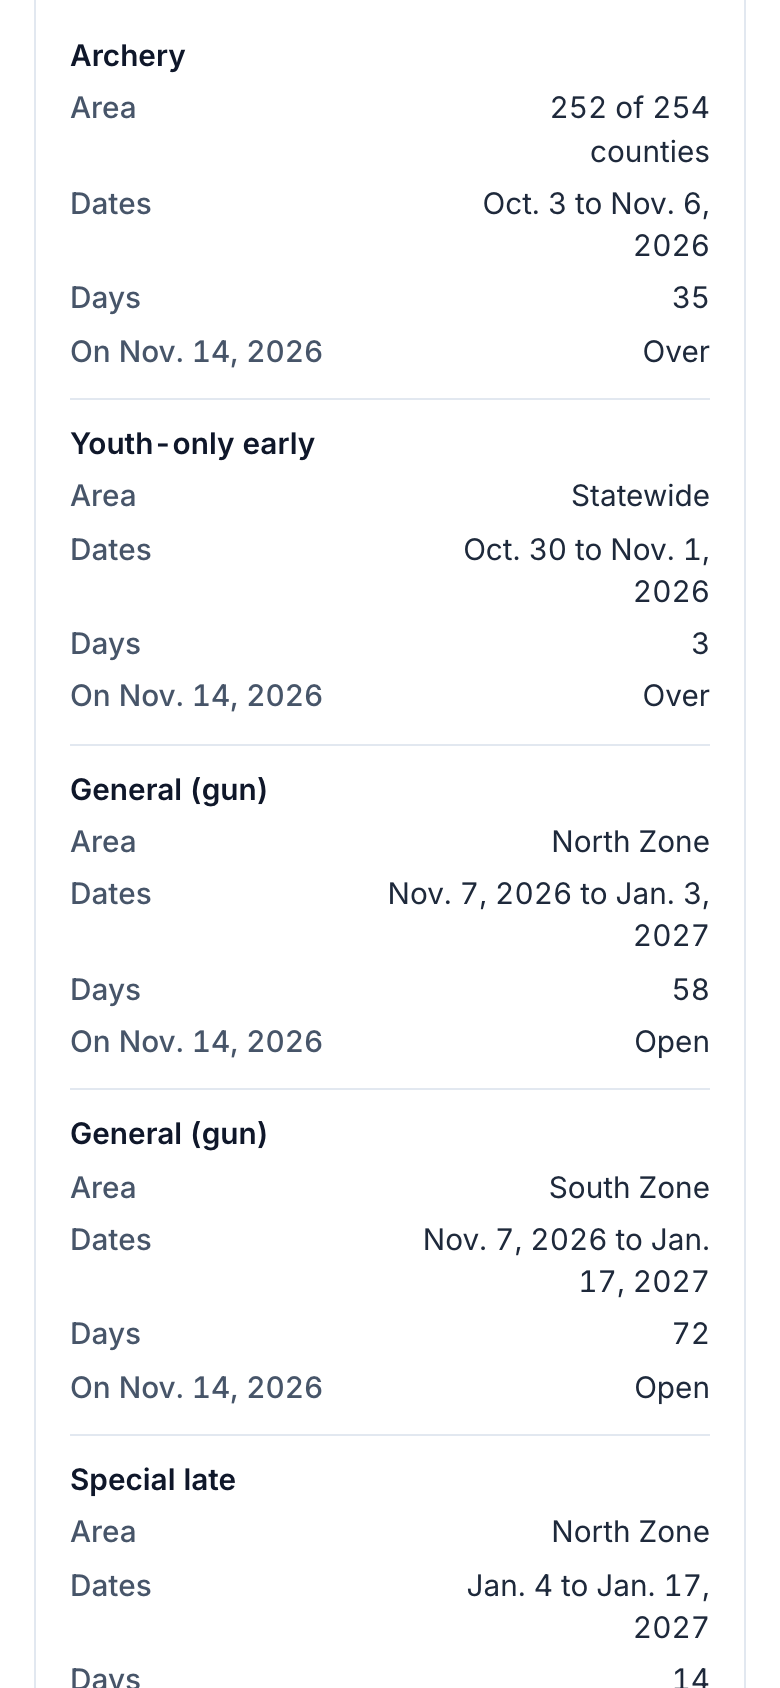 Archery
Area 252 of 254
counties
Dates Oct. 3 to Nov. 6,
2026
Days 35
On Nov. 14, 2026 Over
Youth-only early
Area Statewide
Dates Oct. 30 to Nov. 1,
2026
Days 3
On Nov. 14, 2026 Over
General (gun)
Area North Zone
Dates Nov. 7, 2026 to Jan. 3,
2027
Days 58
On Nov. 14, 2026 Open
General (gun)
Area South Zone
Dates Nov. 7, 2026 to Jan.
17, 2027
Days 72
On Nov. 14, 2026 Open
Special late
Area North Zone
Dates Jan. 4 to Jan. 17,
2027
Days 14